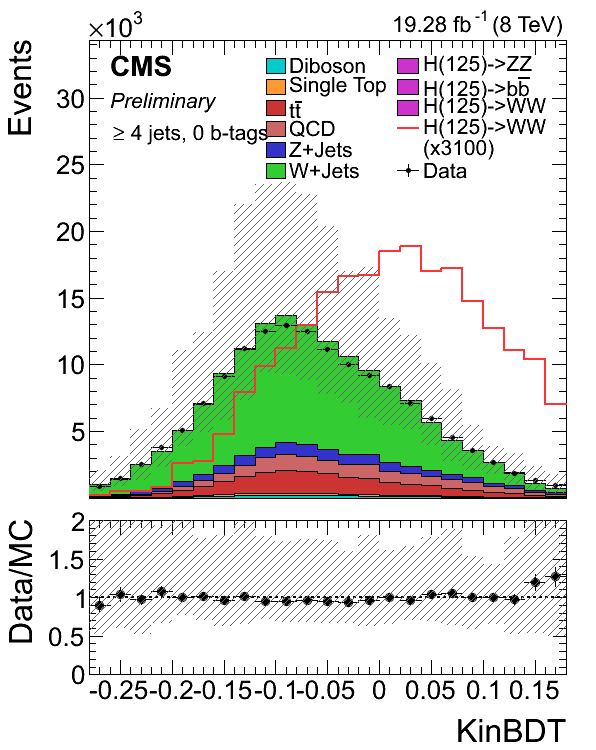 ×10³ 19.28 fb⁻¹ (8 TeV)
Events
CMS
Preliminary
≥ 4 jets, 0 b-tags
Diboson
Single Top
tt̅
QCD
Z+Jets
W+Jets
H(125)->ZZ
H(125)->bb̅
H(125)->WW
H(125)->WW
(x3100)
Data
30
25
20
15
10
5
Data/MC
2
1.5
1
0.5
0
-0.25 -0.2 -0.15 -0.1 -0.05 0 0.05 0.1 0.15
KinBDT